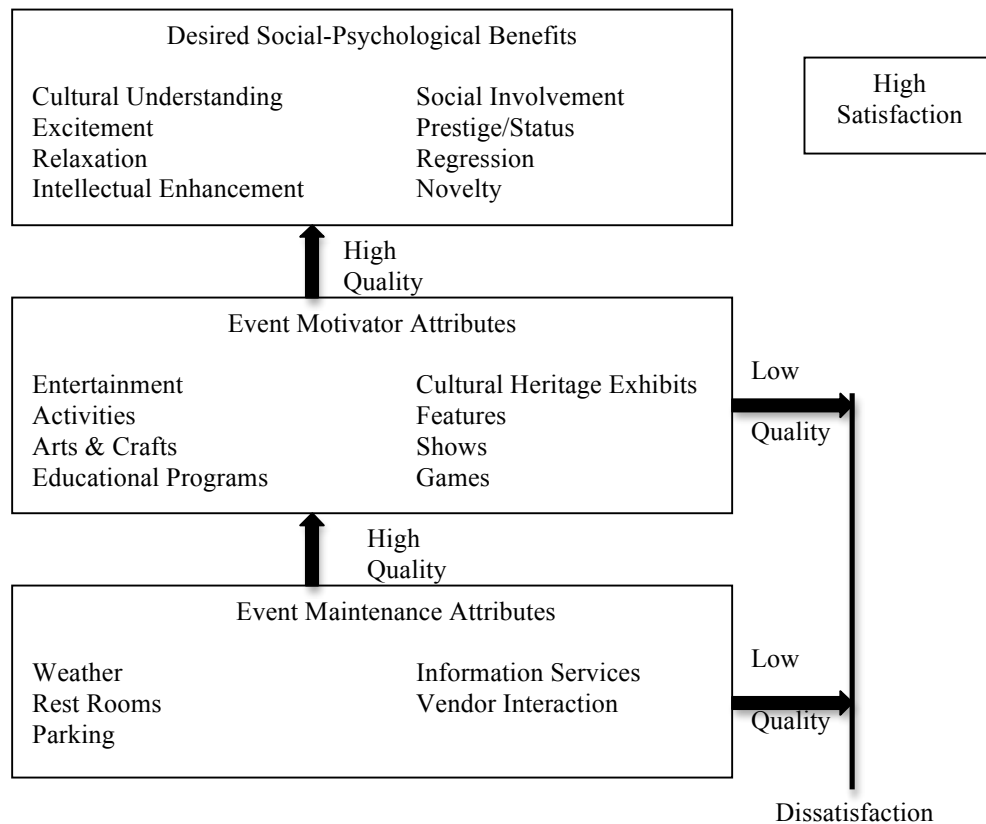 Desired Social-Psychological Benefits
Cultural Understanding
Excitement
Relaxation
Intellectual Enhancement
Social Involvement
Prestige/Status
Regression
Novelty
High
Satisfaction
High
Quality
Event Motivator Attributes
Entertainment
Activities
Arts & Crafts
Educational Programs
Cultural Heritage Exhibits
Features
Shows
Games
Low
Quality
High
Quality
Event Maintenance Attributes
Weather
Rest Rooms
Parking
Information Services
Vendor Interaction
Low
Quality
Dissatisfaction